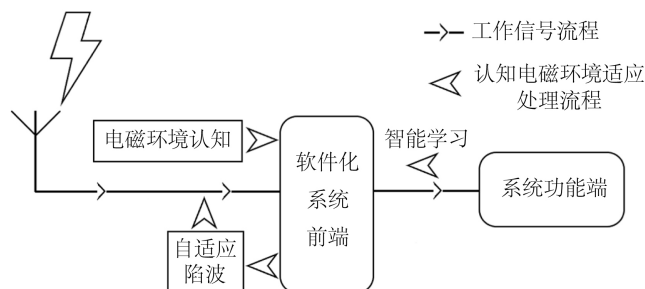 工作信号流程
认知电磁环境适应
处理流程
电磁环境认知
软件化
系统
前端
智能学习
系统功能端
自适应
陷波